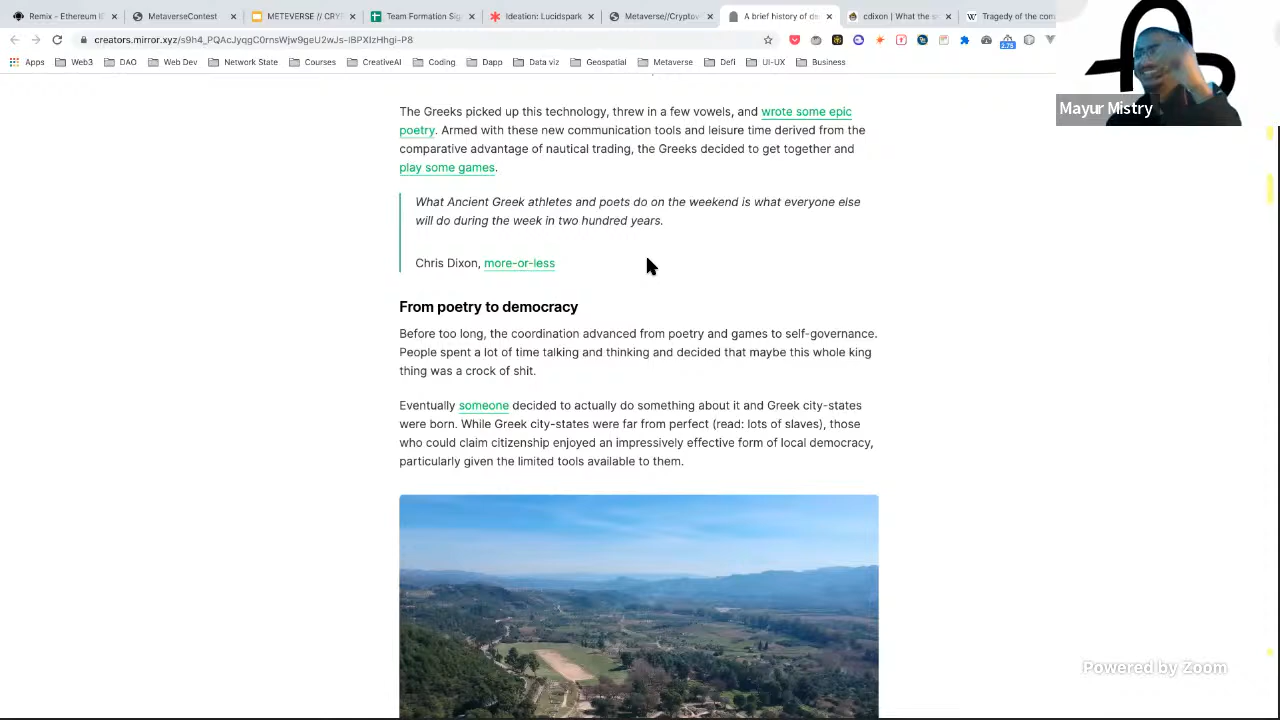 Remix - Ethereum I
MetaverseContest
METEVERSE // CRY
Team Formation Si
Ideation: Lucidspark
Metaverse//Cryptov
A brief history of de
cdixon | What the s
Tragedy of the com
creators.mirror.xyz/s9h4_PQAcJyqgC0rnsWjw9geU2wJs-IBPXIzHhgi-P8
2.75
Apps
Web3
DAO
Web Dev
Network State
Courses
CreativeAI
Coding
Dapp
Data viz
Geospatial
Metaverse
Defi
UI-UX
Business
Mayur Mistry
The Greeks picked up this technology, threw in a few vowels, and wrote some epic
poetry. Armed with these new communication tools and leisure time derived from the
comparative advantage of nautical trading, the Greeks decided to get together and
play some games.
What Ancient Greek athletes and poets do on the weekend is what everyone else
will do during the week in two hundred years.
Chris Dixon, more-or-less
From poetry to democracy
Before too long, the coordination advanced from poetry and games to self-governance.
People spent a lot of time talking and thinking and decided that maybe this whole king
thing was a crock of shit.
Eventually someone decided to actually do something about it and Greek city-states
were born. While Greek city-states were far from perfect (read: lots of slaves), those
who could claim citizenship enjoyed an impressively effective form of local democracy,
particularly given the limited tools available to them.
Powered by Zoom